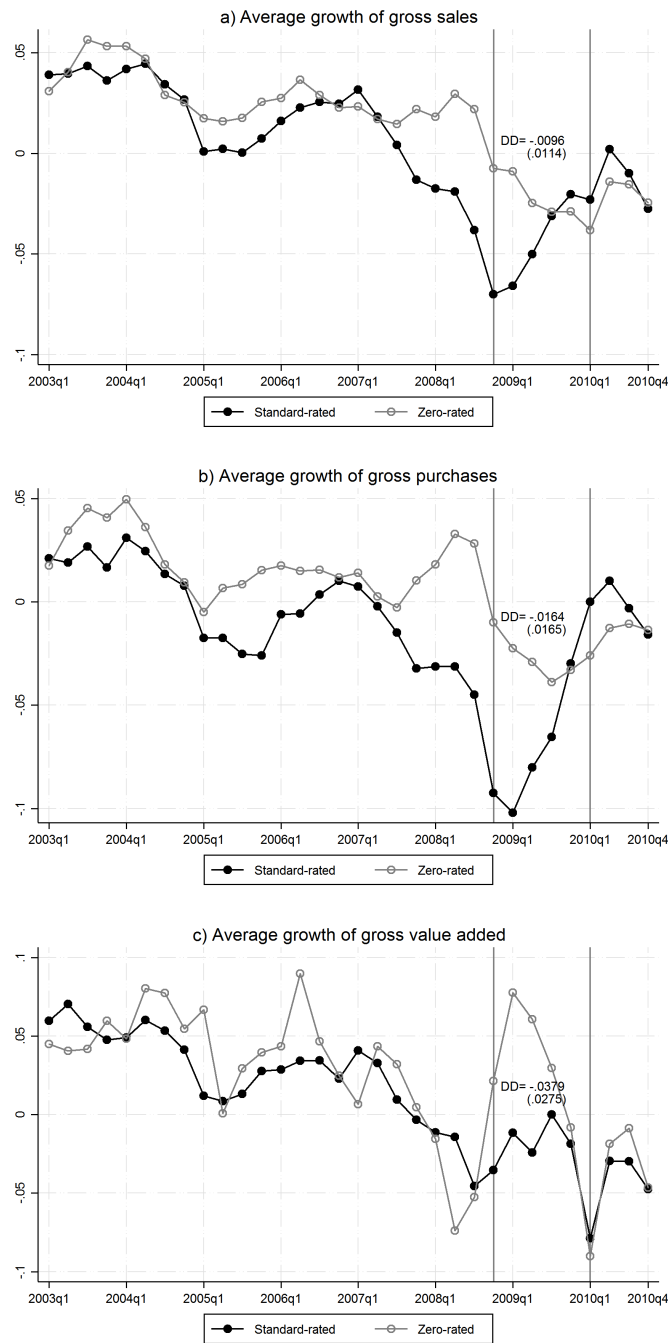 a) Average growth of gross sales
.05
0
-.05
-.1
DD= -.0096
(.0114)
2003q1 2004q1 2005q1 2006q1 2007q1 2008q1 2009q1 2010q1 2010q4
Standard-rated Zero-rated
b) Average growth of gross purchases
.05
0
-.05
-.1
DD= -.0164
(.0165)
2003q1 2004q1 2005q1 2006q1 2007q1 2008q1 2009q1 2010q1 2010q4
Standard-rated Zero-rated
c) Average growth of gross value added
.1
.05
0
-.05
-.1
DD= -.0379
(.0275)
2003q1 2004q1 2005q1 2006q1 2007q1 2008q1 2009q1 2010q1 2010q4
Standard-rated Zero-rated